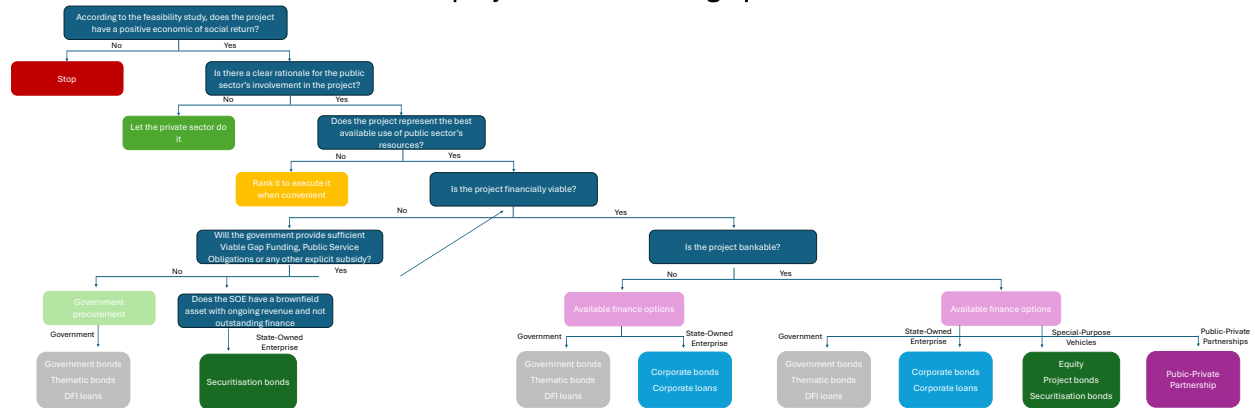 According to the feasibility study, does the project
have a positive economic of social return?
No
Yes
Stop
Is there a clear rationale for the public
sector's involvement in the project?
No
Yes
Let the private sector do
it
Does the project represent the best
available use of public sector's
resources?
No
Yes
Rank it to execute it
when convenient
Is the project financially viable?
No
Yes
Will the government provide sufficient
Viable Gap Funding, Public Service
Obligations or any other explicit subsidy?
Is the project bankable?
No
Yes
No
Yes
Government
procurement
Does the SOE have a brownfield
asset with ongoing revenue and not
outstanding finance
Available finance options
Available finance options
Government
State-Owned
Enterprise
Government
State-Owned
Enterprise
Government
State-Owned
Enterprise
Special-Purpose
Vehicles
Public-Private
Partnerships
Government bonds
Thematic bonds
DFI loans
Securitisation bonds
Government bonds
Thematic bonds
DFI loans
Corporate bonds
Corporate loans
Government bonds
Thematic bonds
DFI loans
Corporate bonds
Corporate loans
Equity
Project bonds
Securitisation bonds
Pubic-Private
Partnership